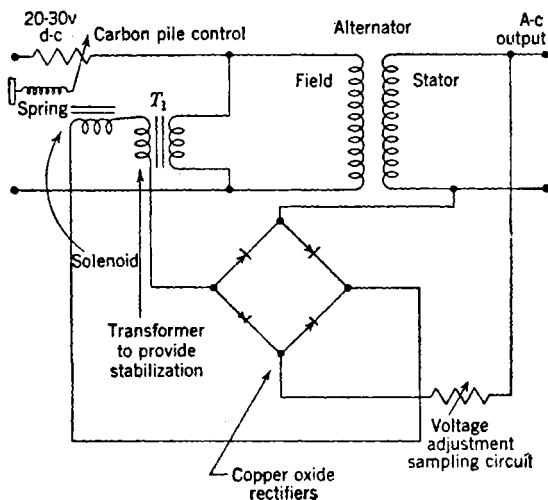 20-30v
d-c
Carbon pile control
Alternator
A-c
output
Spring
T1
Field
Stator
Solenoid
Transformer
to provide
stabilization
Voltage
adjustment
sampling circuit
Copper oxide
rectifiers